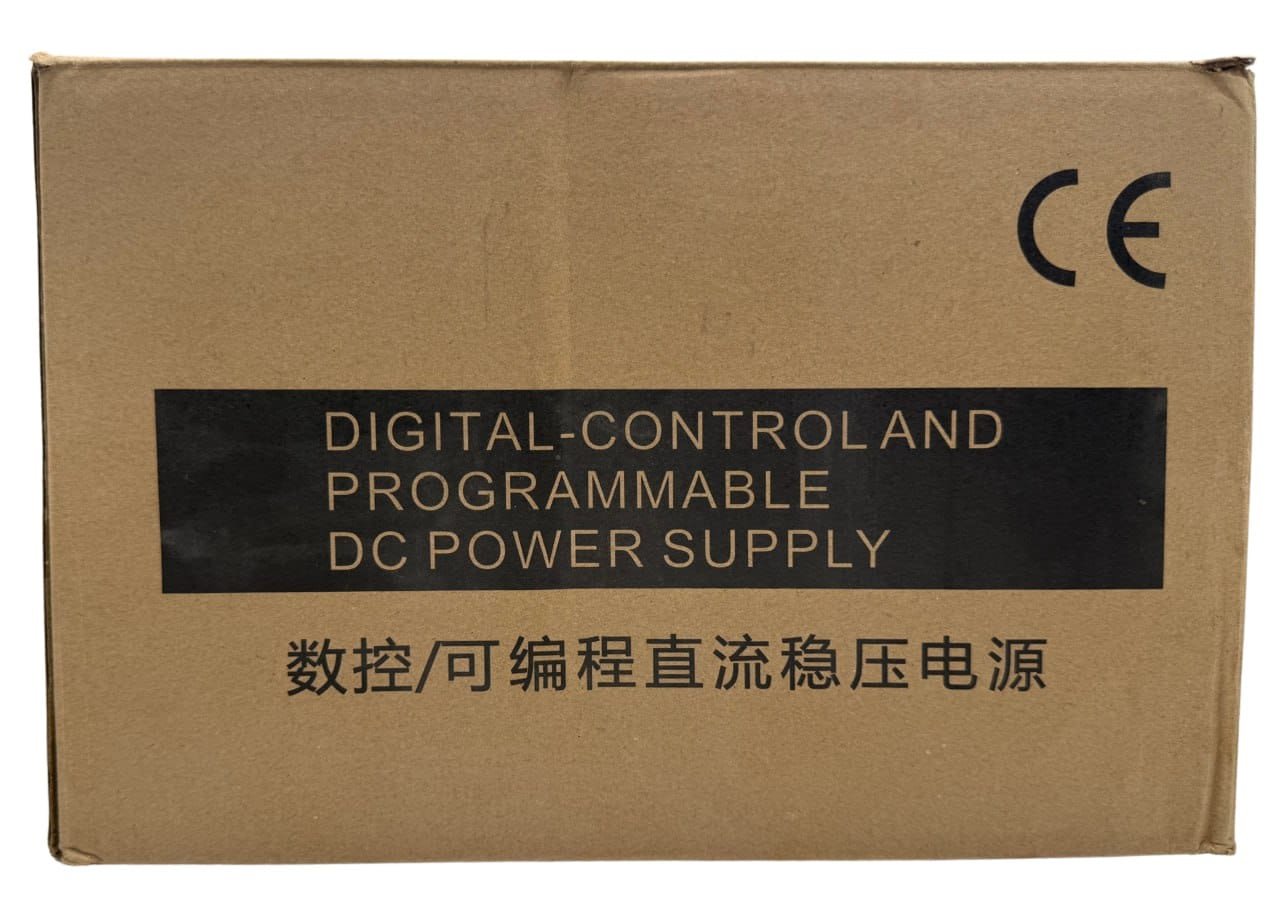 CE
DIGITAL-CONTROL AND
PROGRAMMABLE
DC POWER SUPPLY
数控/可编程直流稳压电源